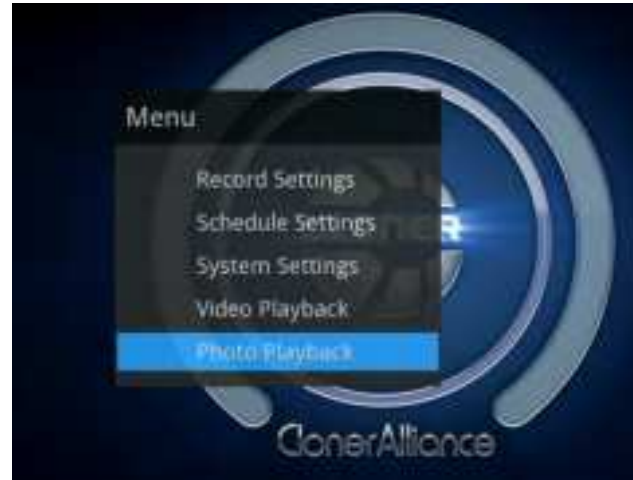 Menu
Record Settings
Schedule Settings
System Settings
Video Playback
Photo Playback
ClonerAlliance